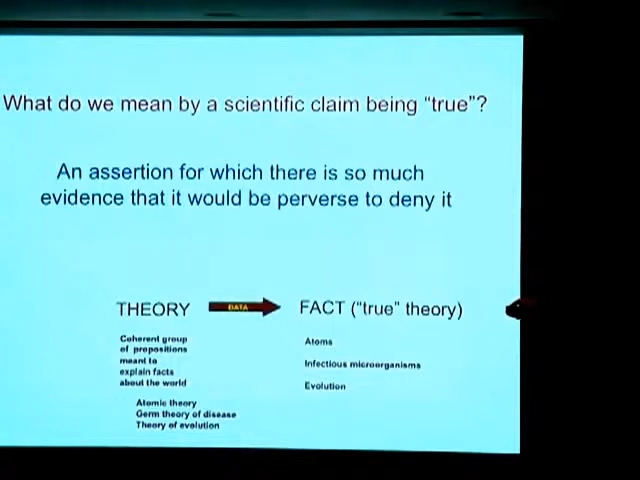 What do we mean by a scientific claim being “true”?
An assertion for which there is so much
evidence that it would be perverse to deny it
THEORY
DATA
FACT (“true” theory)
Coherent group
of propositions
meant to
explain facts
about the world
Atomic theory
Germ theory of disease
Theory of evolution
Atoms
Infectious microorganisms
Evolution